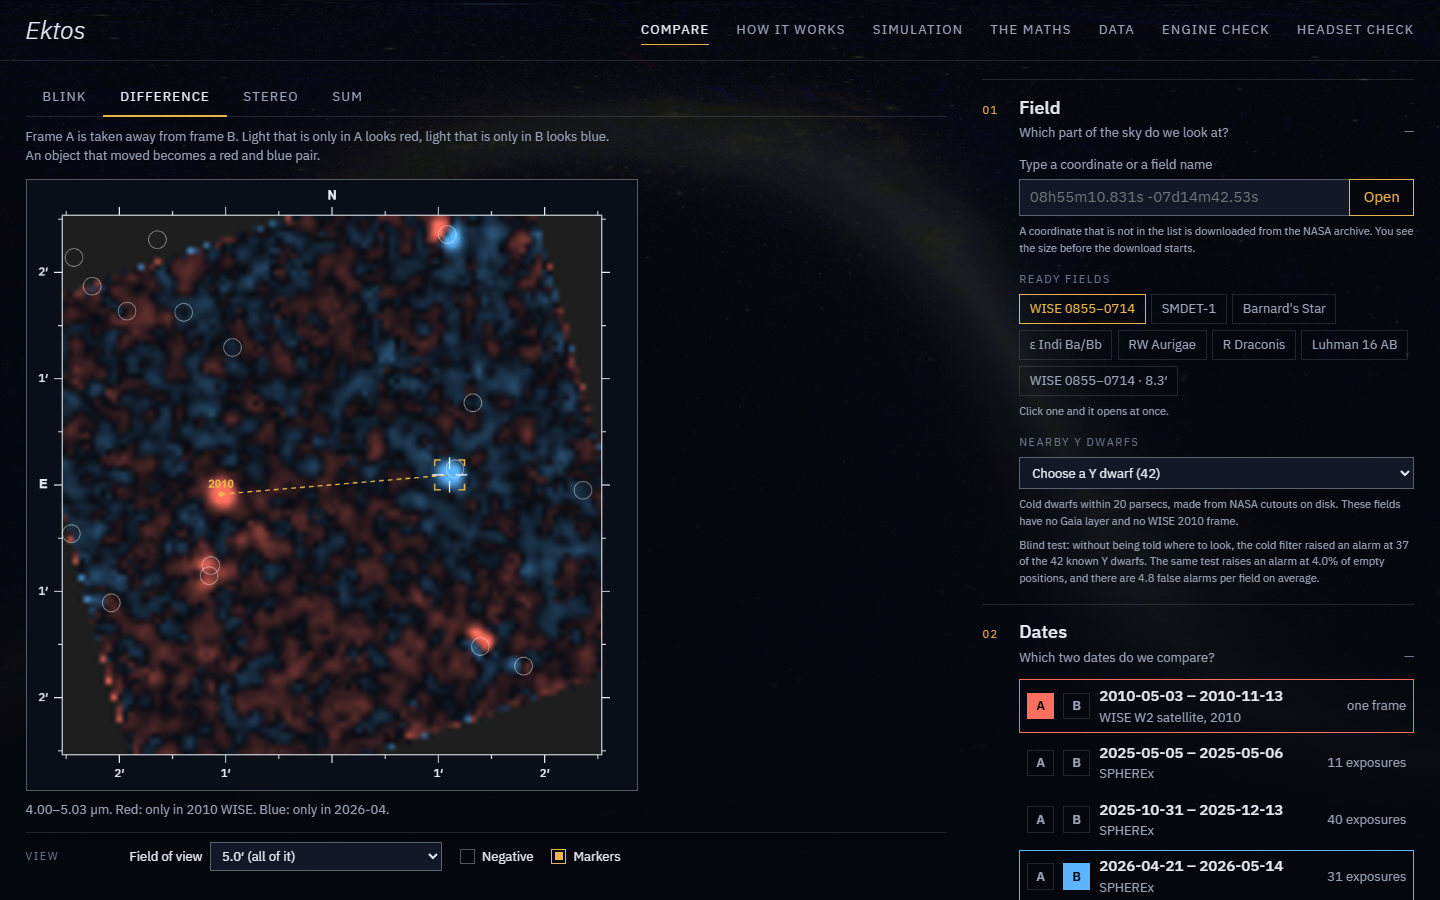 Ektos
COMPARE
HOW IT WORKS
SIMULATION
THE MATHS
DATA
ENGINE CHECK
HEADSET CHECK
BLINK
DIFFERENCE
STEREO
SUM
Frame A is taken away from frame B. Light that is only in A looks red, light that is only in B looks blue.
An object that moved becomes a red and blue pair.
N
2′
1′
E
1′
2′
2010
2′
1′
1′
2′
4.00–5.03 μm. Red: only in 2010 WISE. Blue: only in 2026-04.
VIEW
Field of view
5.0′ (all of it)
Negative
Markers
01
Field
Which part of the sky do we look at?
Type a coordinate or a field name
08h55m10.831s -07d14m42.53s
Open
A coordinate that is not in the list is downloaded from the NASA archive. You see
the size before the download starts.
READY FIELDS
WISE 0855−0714
SMDET-1
Barnard's Star
ε Indi Ba/Bb
RW Aurigae
R Draconis
Luhman 16 AB
WISE 0855−0714 · 8.3′
Click one and it opens at once.
NEARBY Y DWARFS
Choose a Y dwarf (42)
Cold dwarfs within 20 parsecs, made from NASA cutouts on disk. These fields
have no Gaia layer and no WISE 2010 frame.
Blind test: without being told where to look, the cold filter raised an alarm at 37
of the 42 known Y dwarfs. The same test raises an alarm at 4.0% of empty
positions, and there are 4.8 false alarms per field on average.
02
Dates
Which two dates do we compare?
A B 2010-05-03 – 2010-11-13
WISE W2 satellite, 2010
one frame
A B 2025-05-05 – 2025-05-06
SPHEREx
11 exposures
A B 2025-10-31 – 2025-12-13
SPHEREx
40 exposures
A B 2026-04-21 – 2026-05-14
SPHEREx
31 exposures